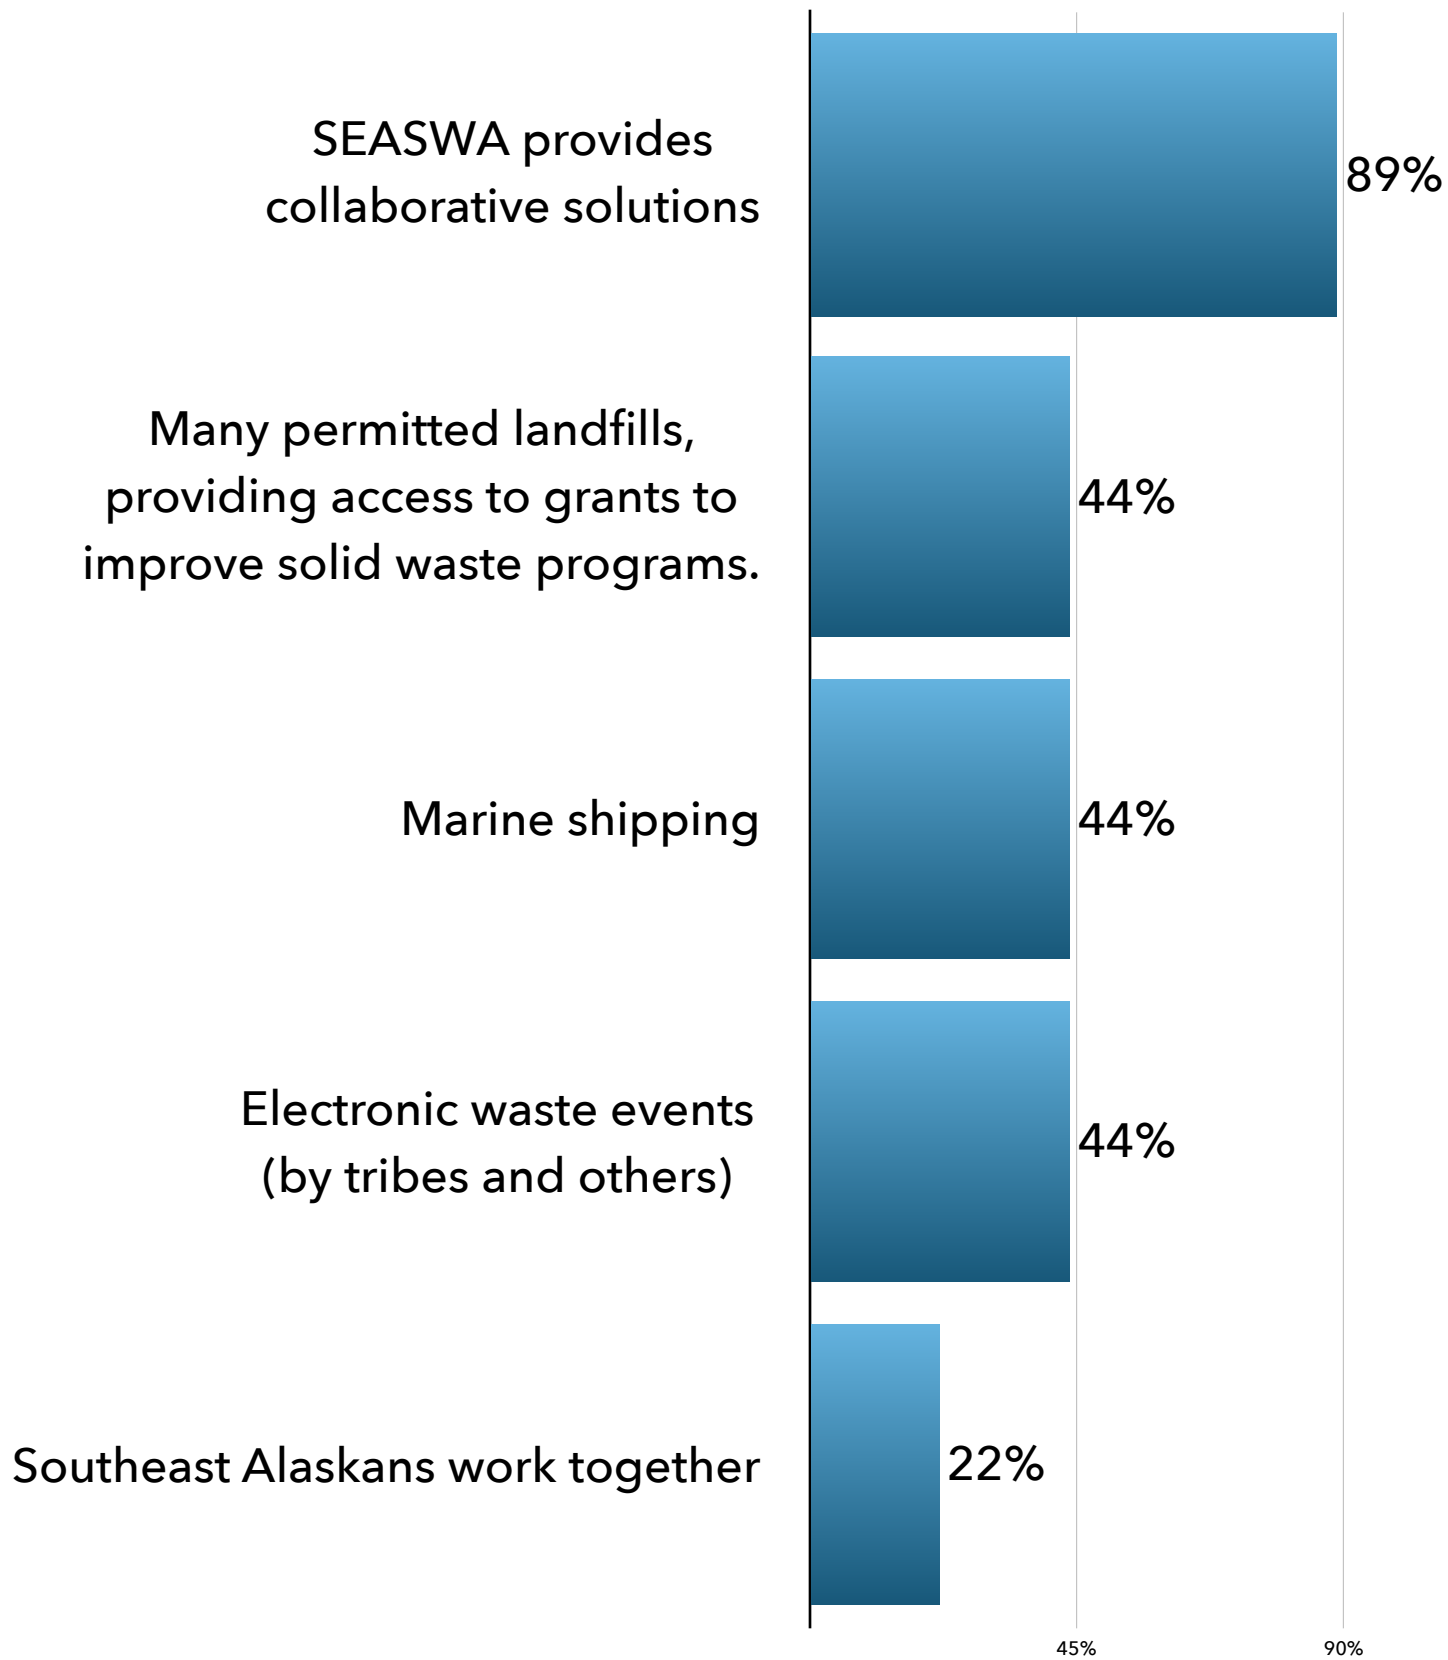 SEASWA provides
collaborative solutions
89%
Many permitted landfills,
providing access to grants to
improve solid waste programs.
44%
Marine shipping
44%
Electronic waste events
(by tribes and others)
44%
Southeast Alaskans work together
22%
45%
90%